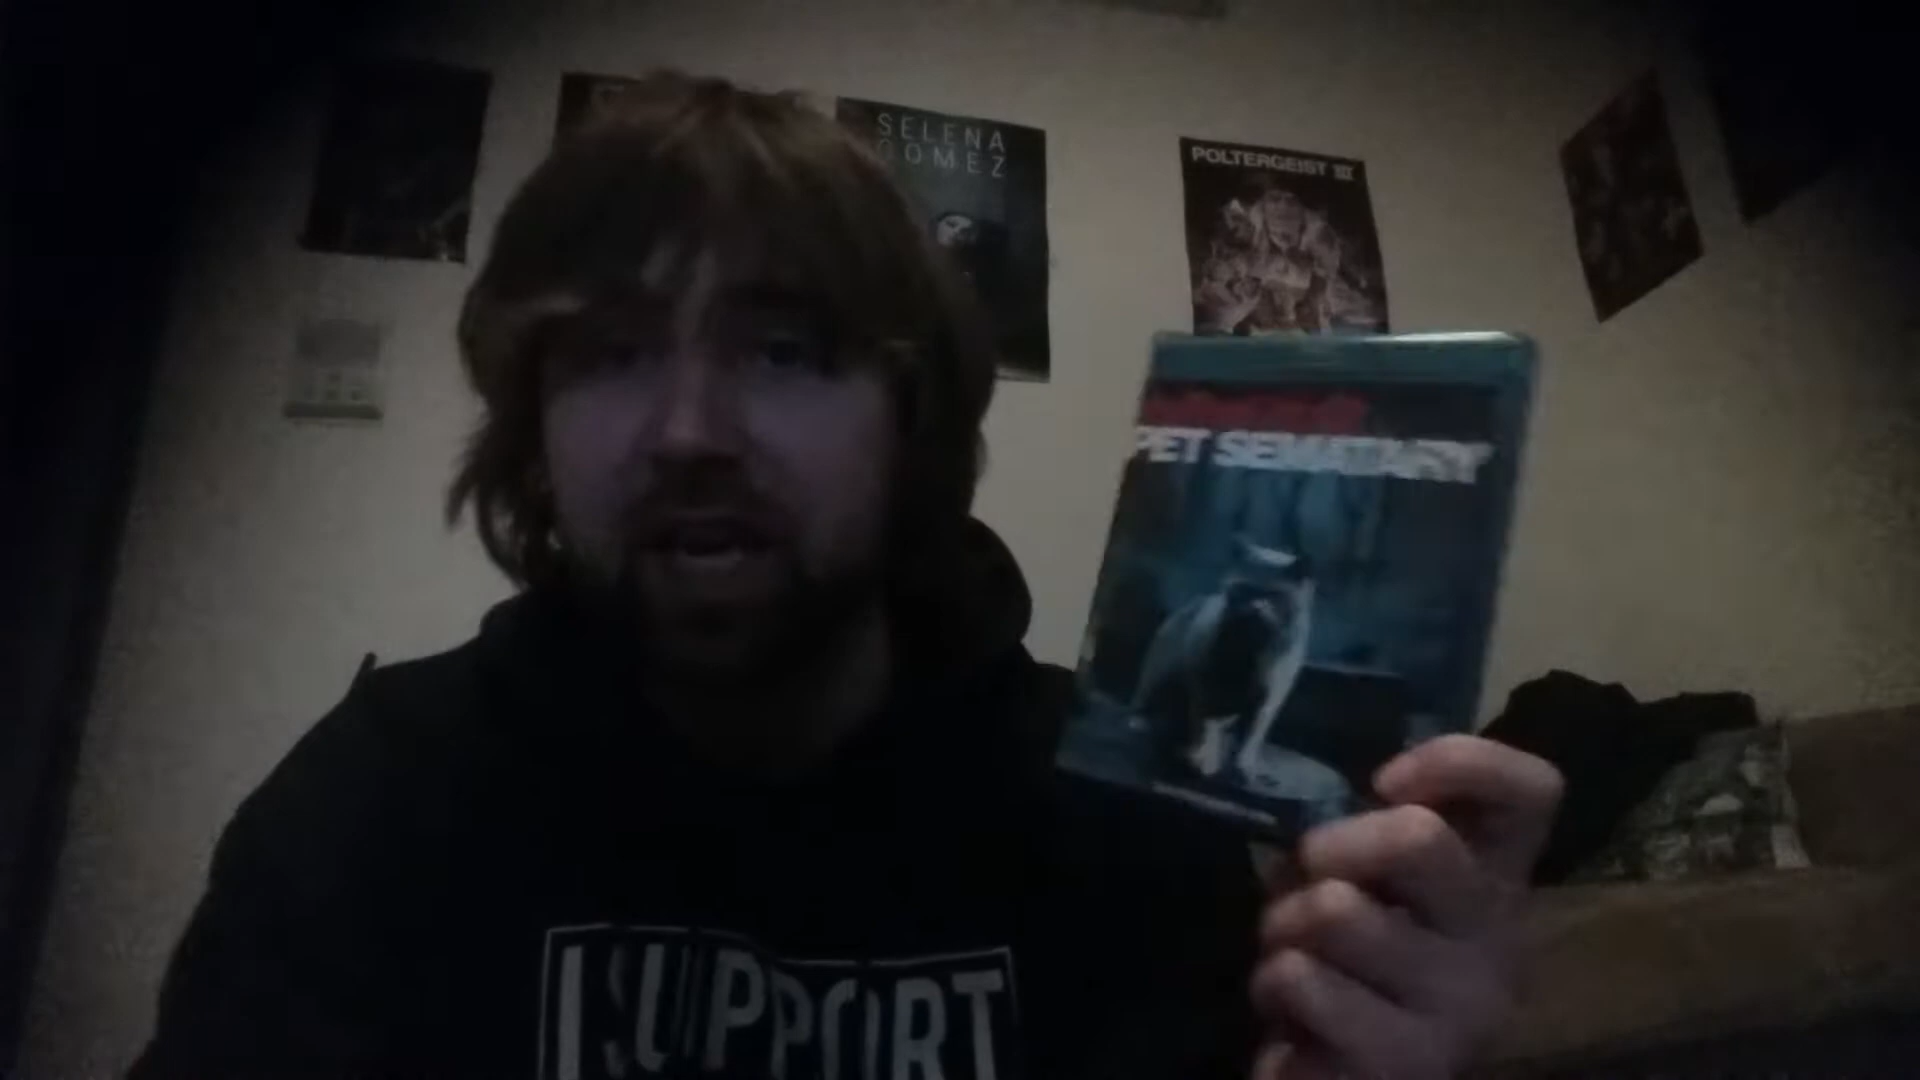 SELENA
GOMEZ
POLTERGEIST III
PET SEMATARY
SUPPORT